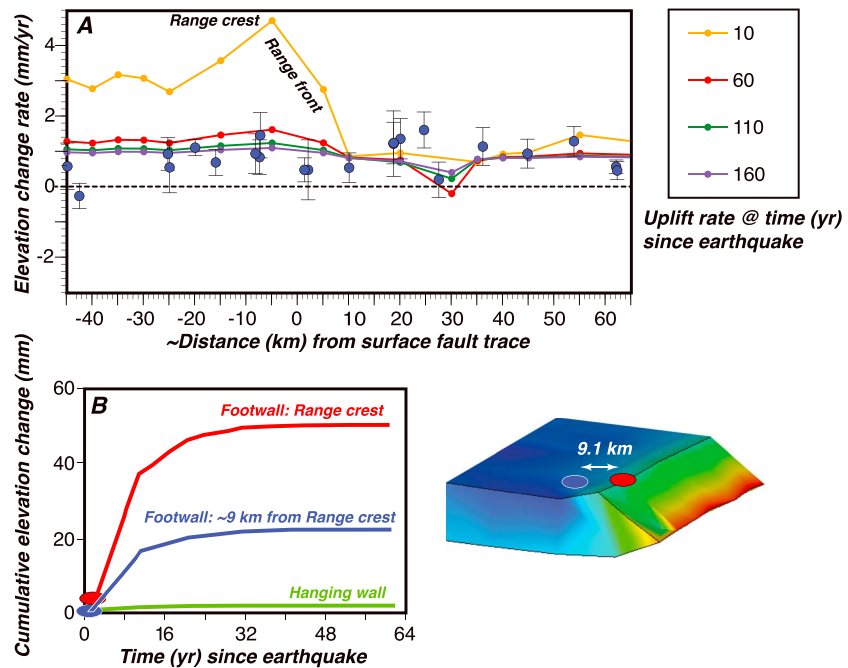 A
Range crest
Range front
Elevation change rate (mm/yr)
4
2
0
-2
-40 -30 -20 -10 0 10 20 30 40 50 60
~Distance (km) from surface fault trace
10
60
110
160
Uplift rate @ time (yr)
since earthquake
B
Cumulative elevation change (mm)
60
40
20
0
Footwall: Range crest
Footwall: ~9 km from Range crest
Hanging wall
0 16 32 48 64
Time (yr) since earthquake
9.1 km